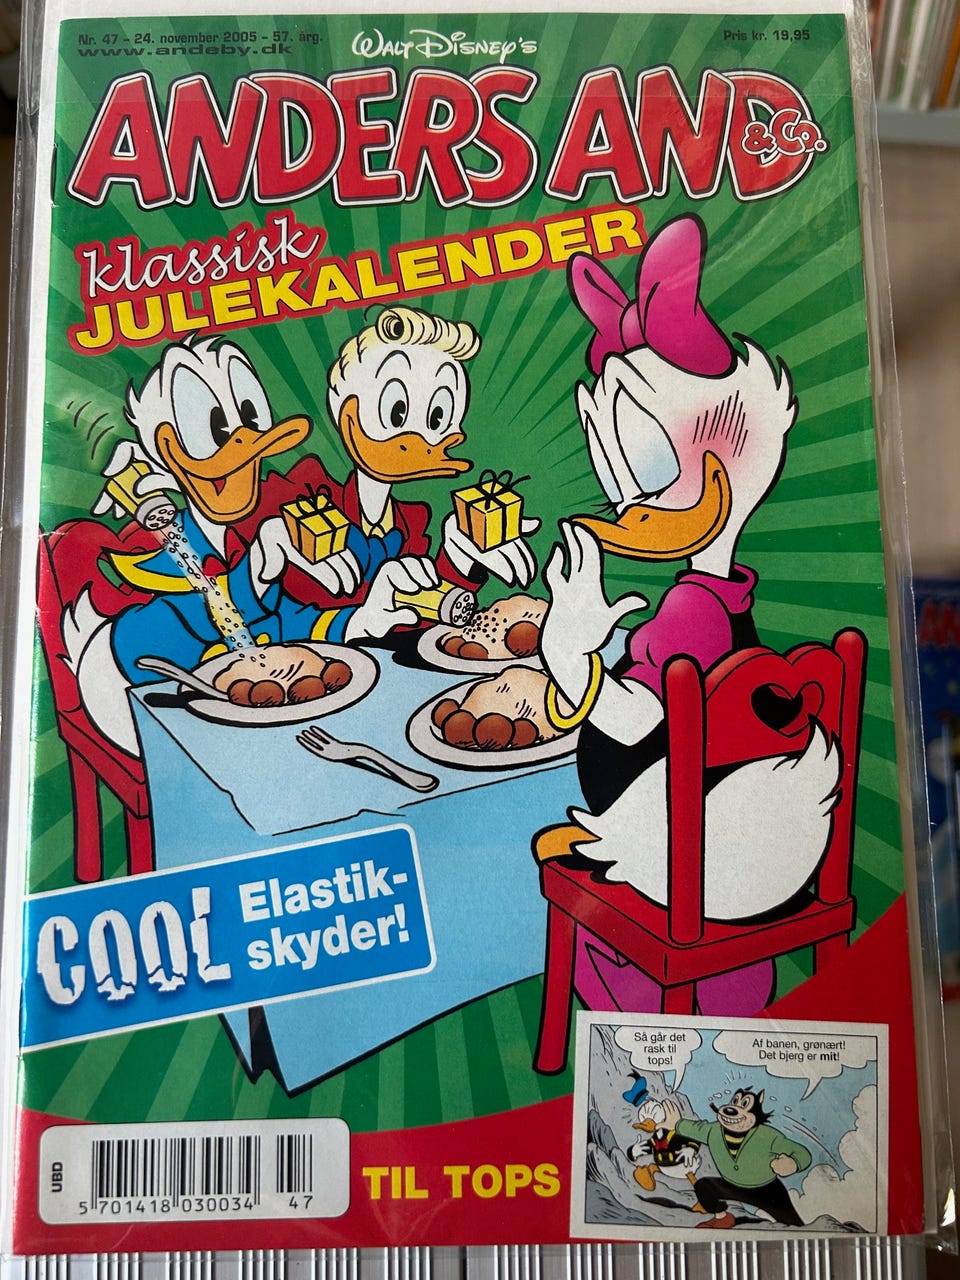 Nr. 47 - 24. november 2005 - 57. årg.
www.andeby.dk
Walt Disney's
Pris kr. 19,95
ANDERS AND
& Co.
klassisk
JULEKALENDER
COOL
Elastik-
skyder!
Så går det
rask til
tops!
Af banen, grønært!
Det bjerg er mit!
TIL TOPS
UBD
5 701418 030034
47